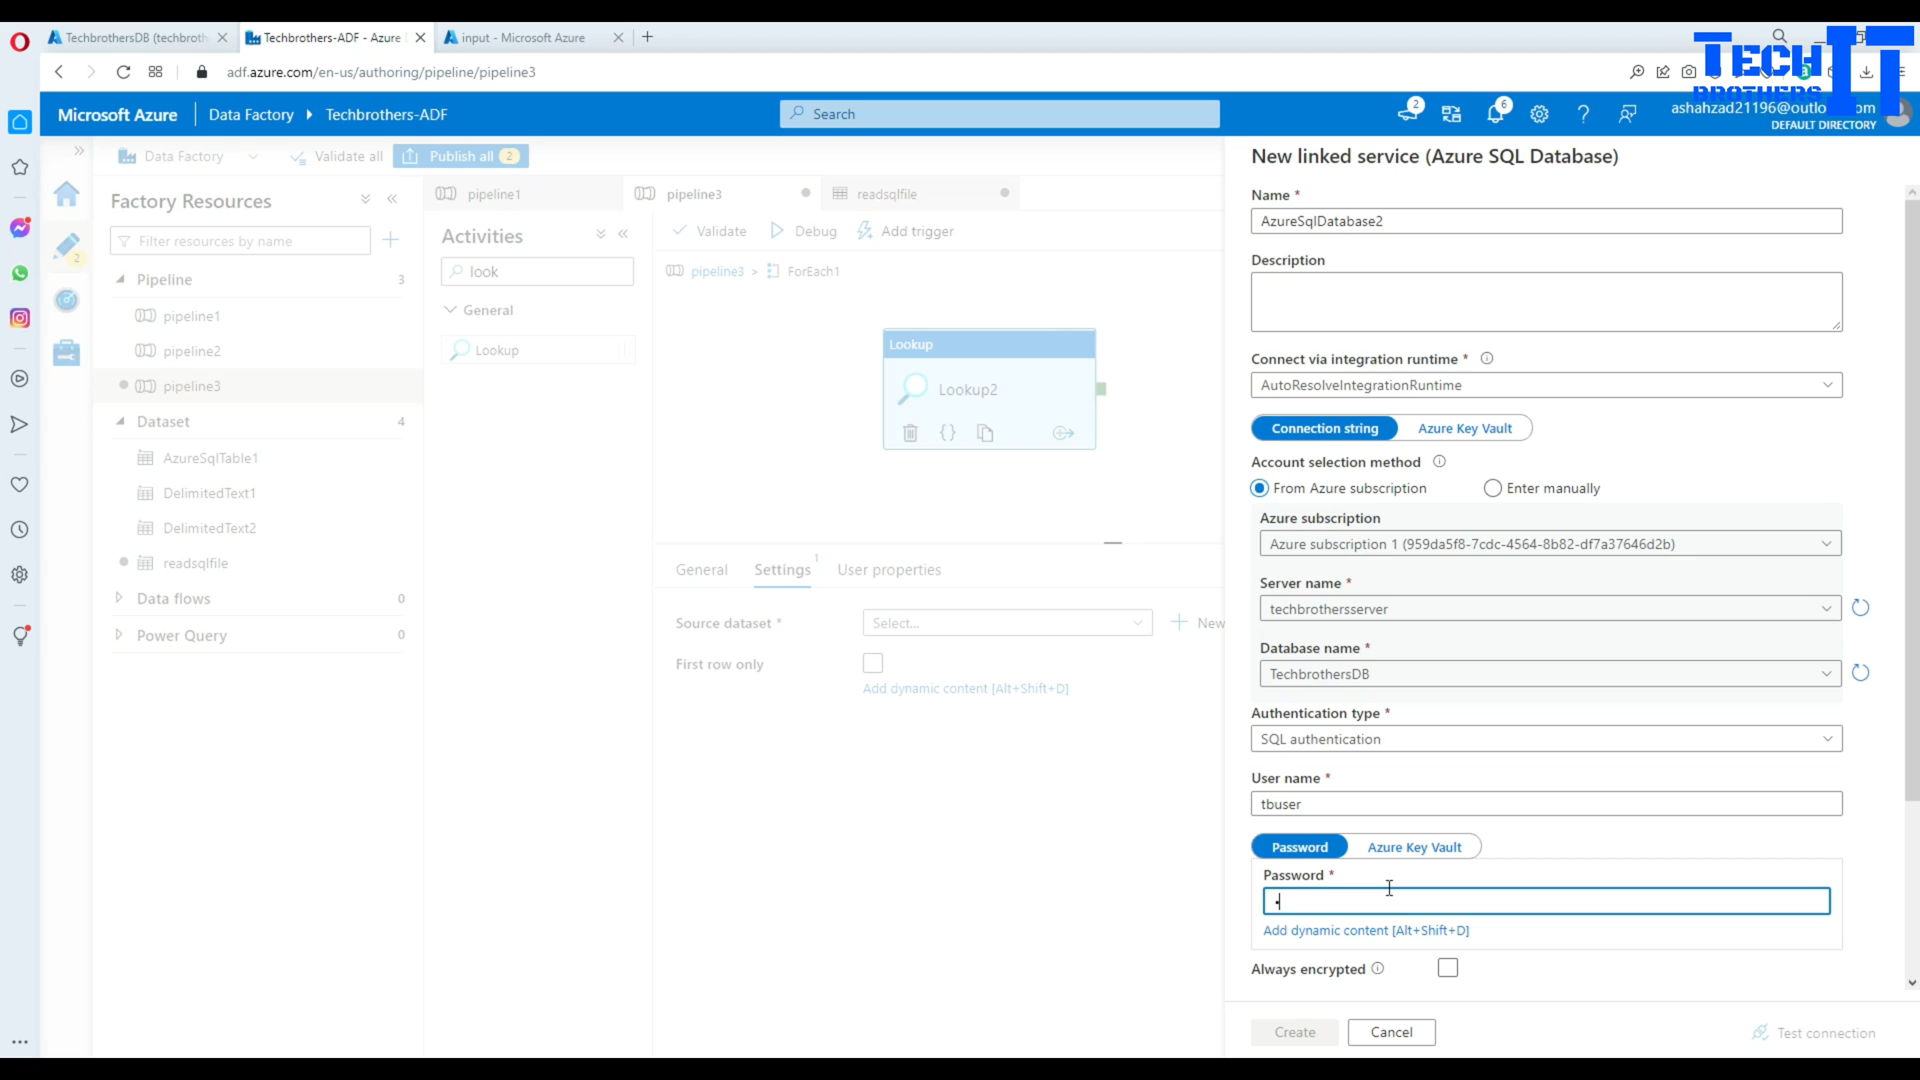 TechbrothersDB (techbroth
Techbrothers-ADF - Azure
input - Microsoft Azure
adf.azure.com/en-us/authoring/pipeline/pipeline3
TECH IT
BROTHERS
Microsoft Azure
Data Factory
Techbrothers-ADF
Search
2
6
ashahzad21196@outlo
om
DEFAULT DIRECTORY
Data Factory
Validate all
Publish all
2
Factory Resources
Filter resources by name
2
Pipeline 3
pipeline1
pipeline2
pipeline3
Dataset 4
AzureSqlTable1
DelimitedText1
DelimitedText2
readsqlfile
Data flows 0
Power Query 0
pipeline1
pipeline3
readsqlfile
Activities
look
General
Lookup
Validate
Debug
Add trigger
pipeline3 > ForEach1
Lookup
Lookup2
General
Settings 1
User properties
Source dataset *
Select...
New
First row only
Add dynamic content [Alt+Shift+D]
New linked service (Azure SQL Database)
Name *
AzureSqlDatabase2
Description
Connect via integration runtime *
AutoResolveIntegrationRuntime
Connection string
Azure Key Vault
Account selection method
From Azure subscription
Enter manually
Azure subscription
Azure subscription 1 (959da5f8-7cdc-4564-8b82-df7a37646d2b)
Server name *
techbrothersserver
Database name *
TechbrothersDB
Authentication type *
SQL authentication
User name *
tbuser
Password
Azure Key Vault
Password *
•
Add dynamic content [Alt+Shift+D]
Always encrypted
Create
Cancel
Test connection